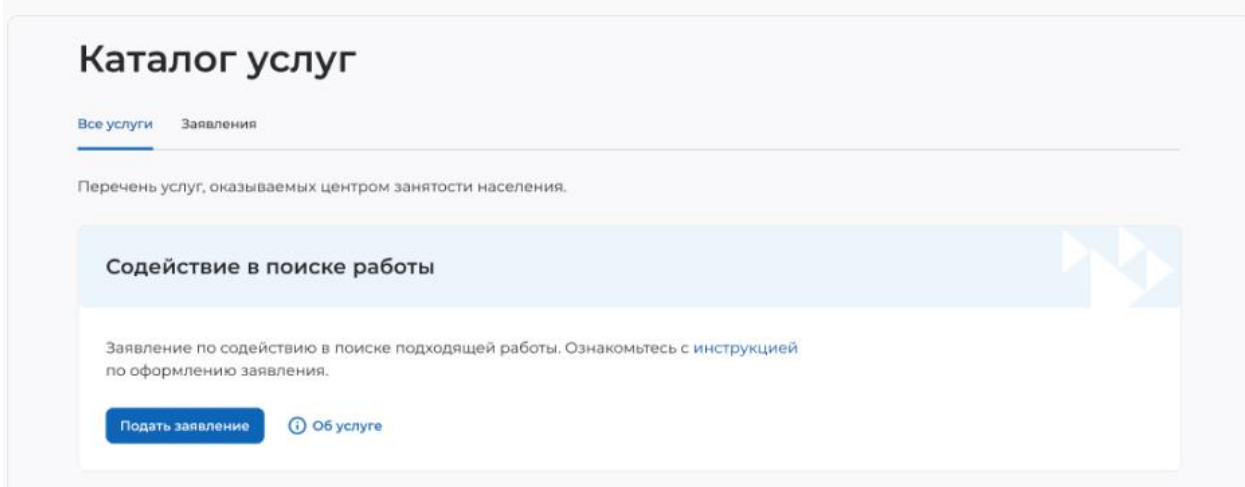 Каталог услуг
Все услуги Заявления
Перечень услуг, оказываемых центром занятости населения.
Содействие в поиске работы
Заявление по содействию в поиске подходящей работы. Ознакомьтесь с инструкцией
по оформлению заявления.
Подать заявление Об услуге